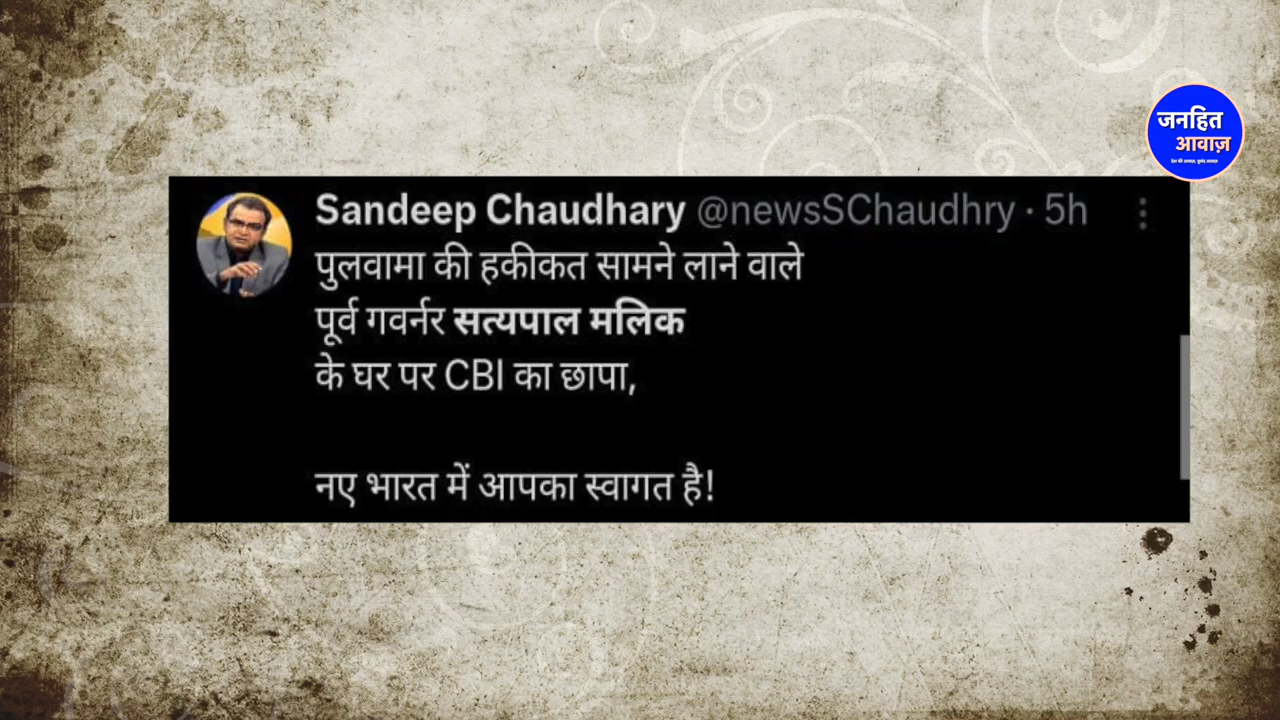 जनहित
आवाज़
Sandeep Chaudhary @newsSChaudhry · 5h
पुलवामा की हकीकत सामने लाने वाले
पूर्व गवर्नर सत्यपाल मलिक
के घर पर CBI का छापा,
नए भारत में आपका स्वागत है!